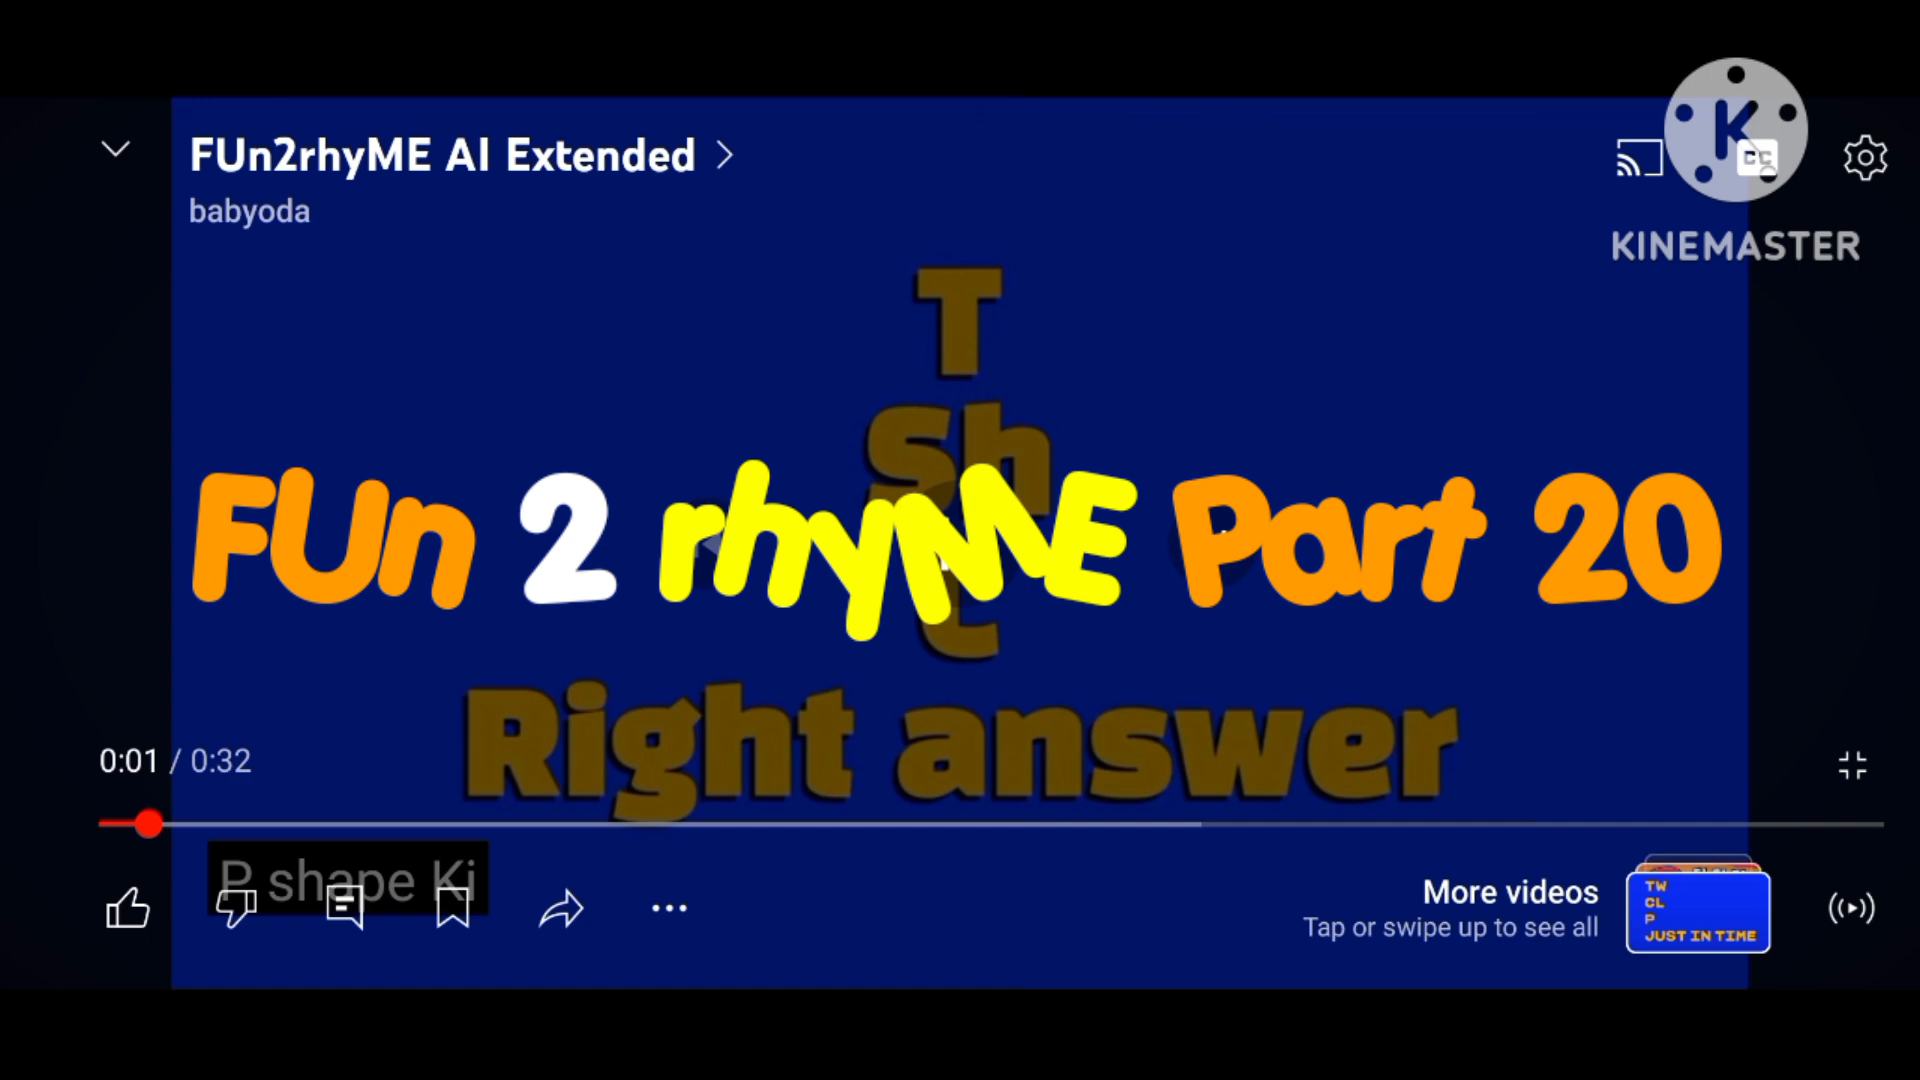 FUn2rhyME AI Extended
babyoda
K
CC
KINEMASTER
T
Sh
FUn 2 rhyME Part 20
Right answer
0:01 / 0:32
P shape Ki
More videos
Tap or swipe up to see all
TW
CL
P
JUST IN TIME